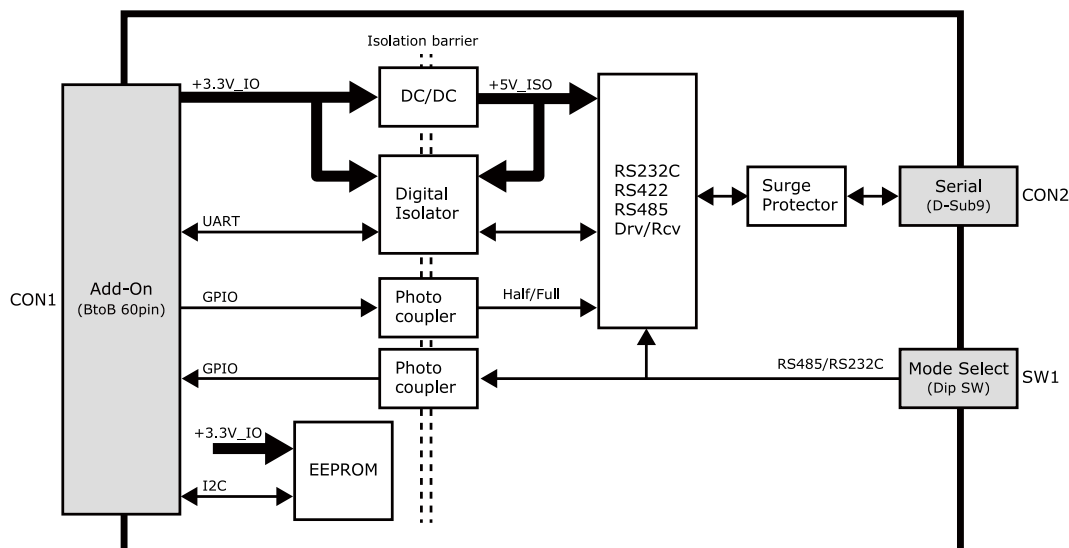 Isolation barrier
+3.3V_IO
DC/DC
+5V_ISO
Digital
Isolator
UART
RS232C
RS422
RS485
Drv/Rcv
Surge
Protector
Serial
(D-Sub9)
CON2
CON1
Add-On
(BtoB 60pin)
GPIO
Photo
coupler
Half/Full
GPIO
Photo
coupler
RS485/RS232C
Mode Select
(Dip SW)
SW1
+3.3V_IO
EEPROM
I2C